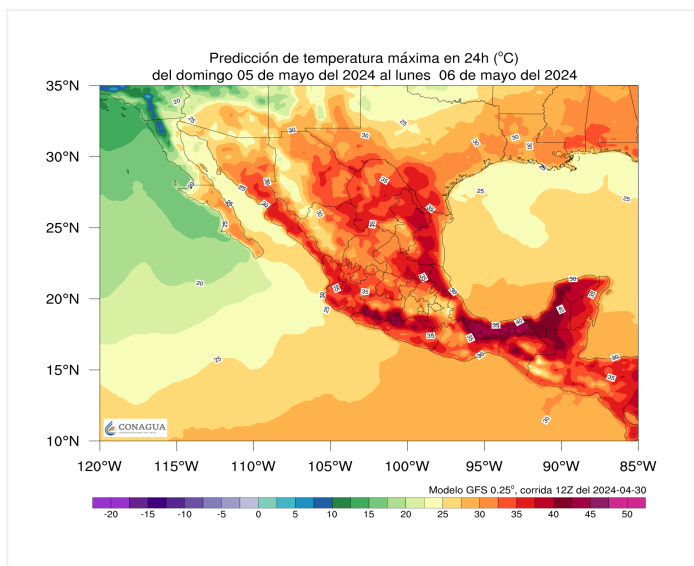 Predicción de temperatura máxima en 24h (°C)
del domingo 05 de mayo del 2024 al lunes  06 de mayo del 2024
35°N
30°N
25°N
20°N
15°N
10°N
120°W 115°W 110°W 105°W 100°W 95°W 90°W 85°W
CONAGUA
Modelo GFS 0.25°, corrida 12Z del 2024-04-30
-20 -15 -10 -5 0 5 10 15 20 25 30 35 40 45 50